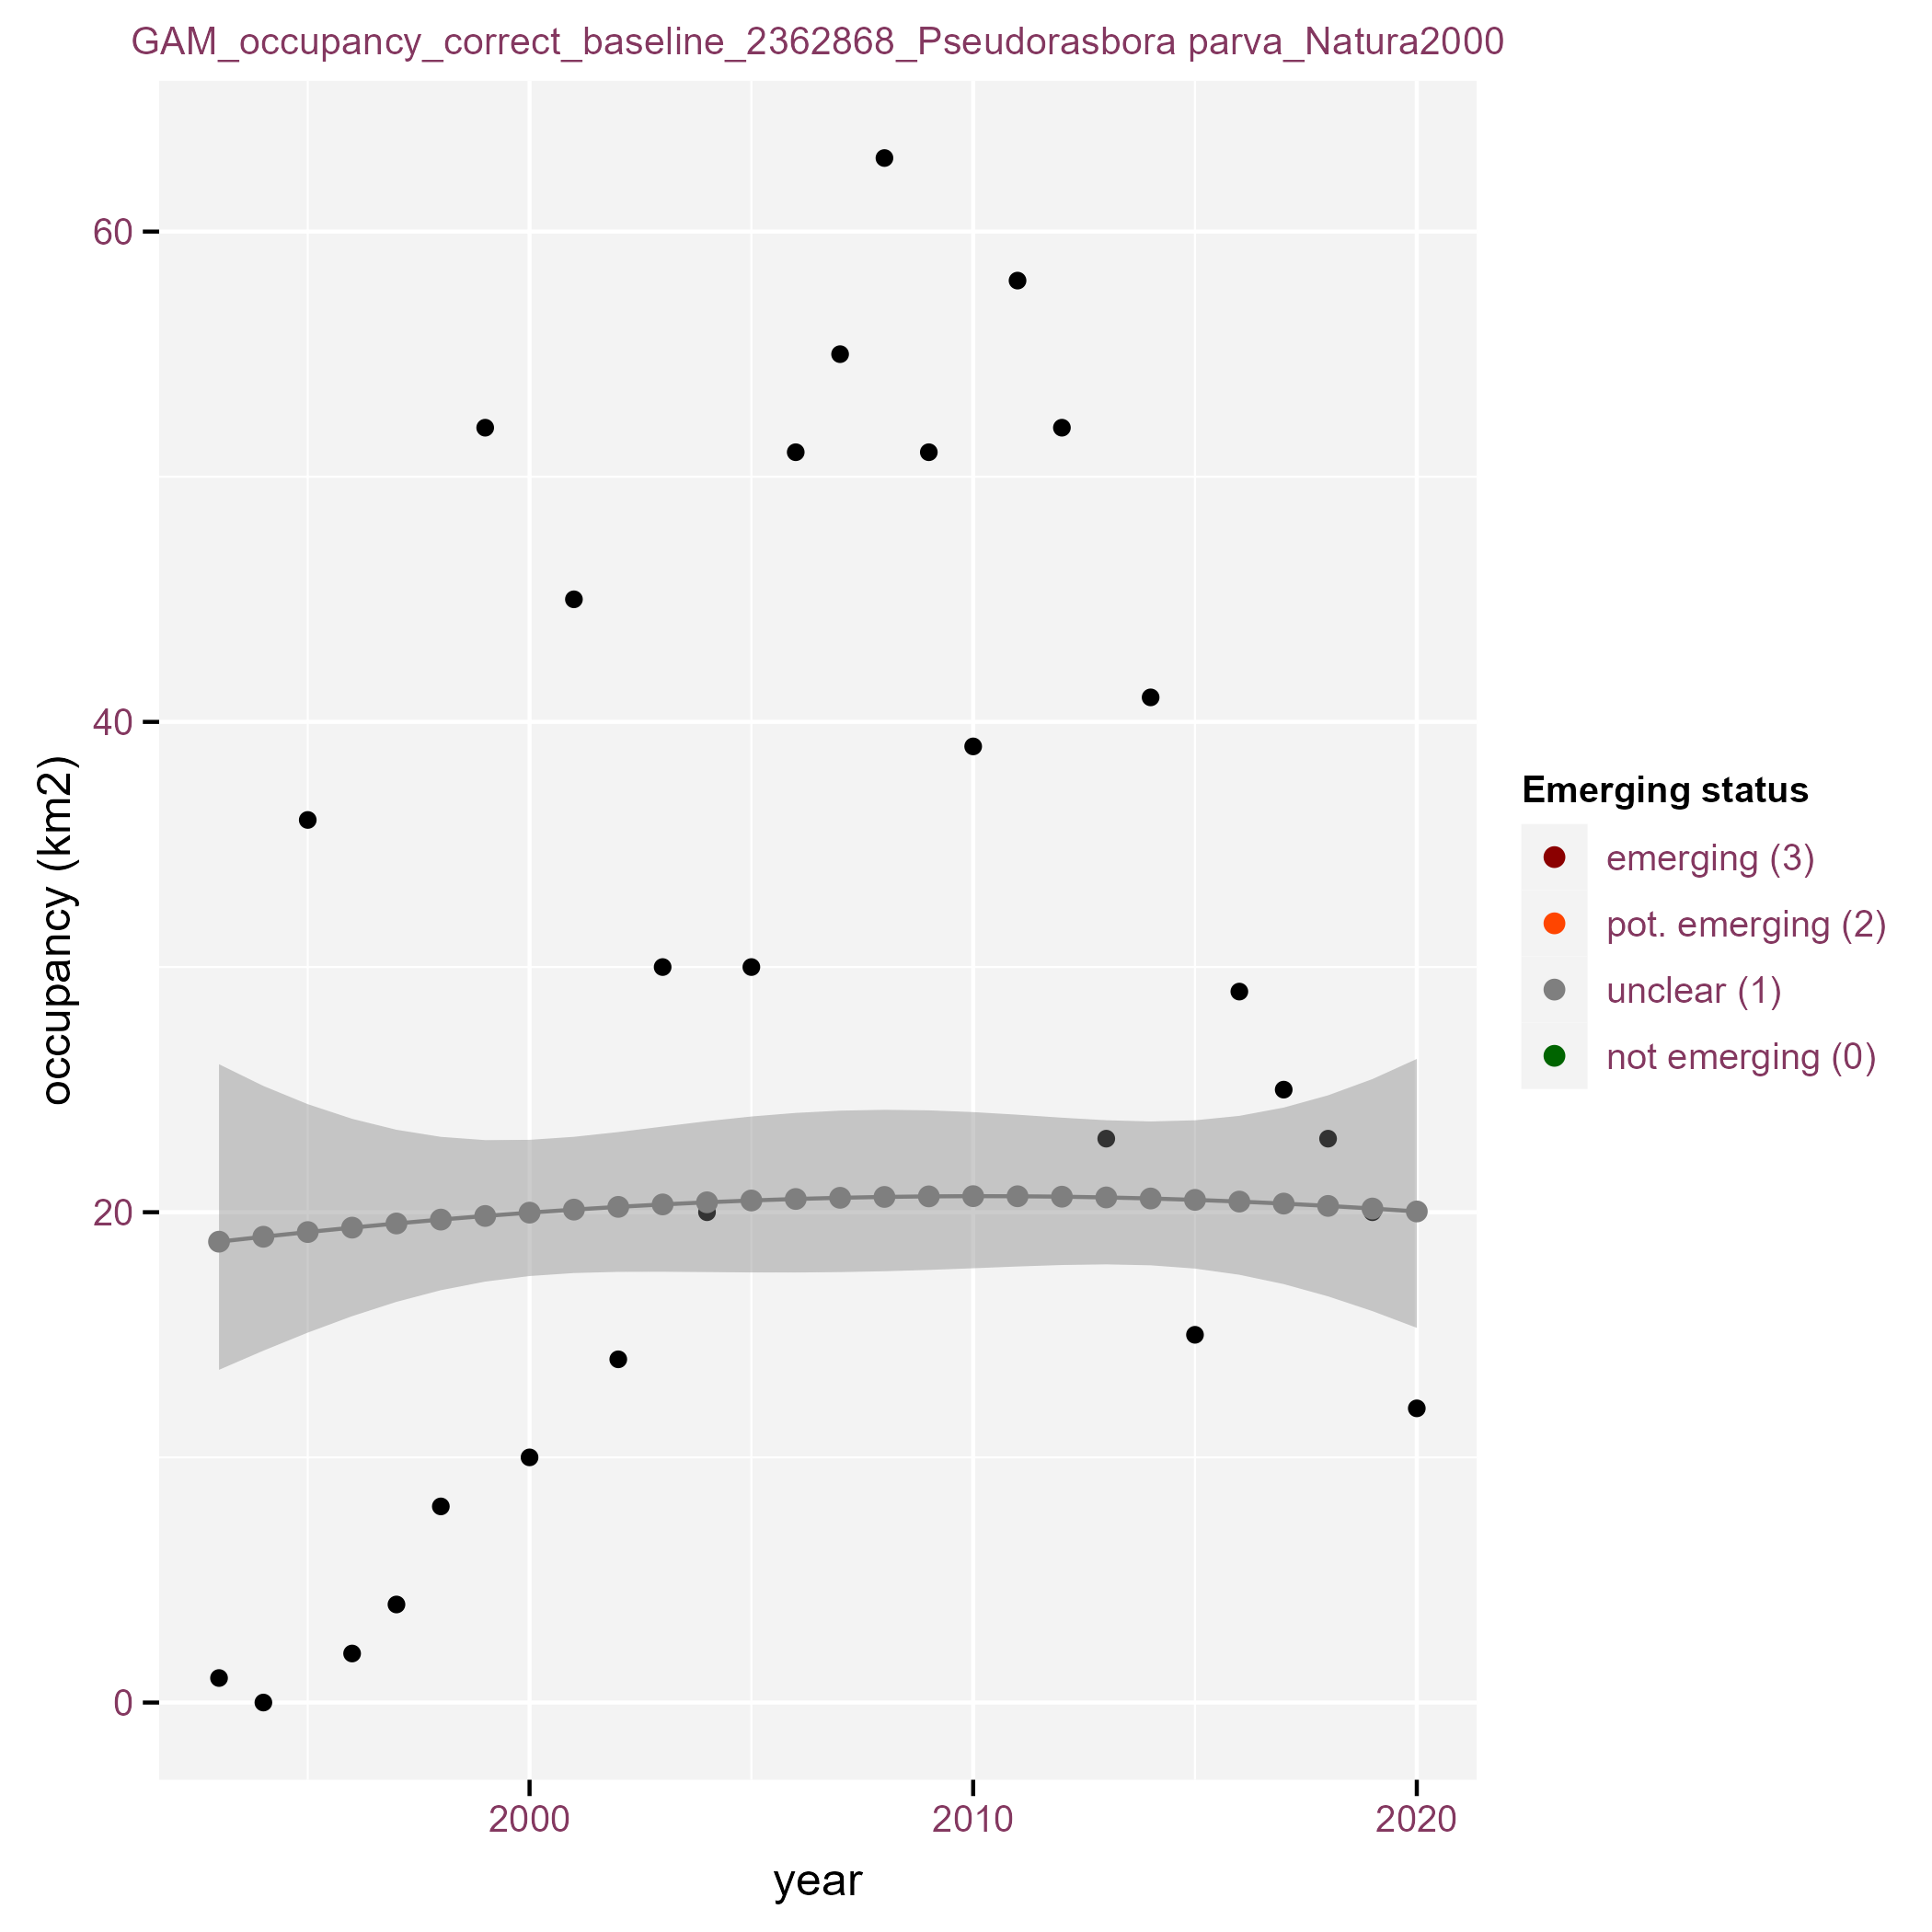 GAM_occupancy_correct_baseline_2362868_Pseudorasbora parva_Natura2000
60
40
20
0
occupancy (km2)
2000
2010
2020
year
Emerging status
emerging (3)
pot. emerging (2)
unclear (1)
not emerging (0)